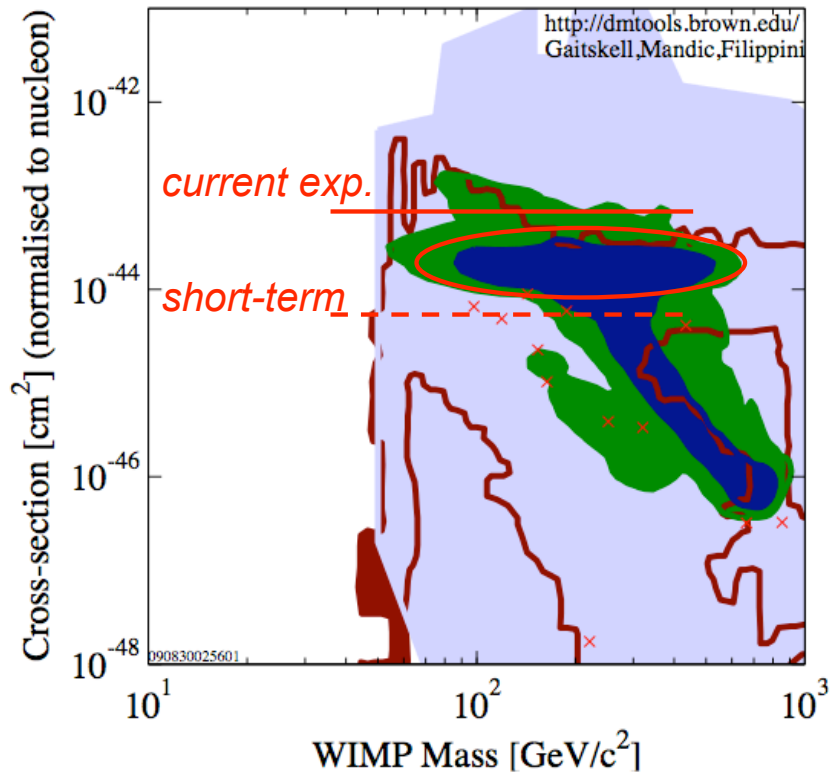 http://dmtools.brown.edu/
Gaitskell,Mandic,Filippini
10^-42
current exp.
10^-44
short-term
10^-46
10^-48
090830025601
10^1
10^2
10^3
Cross-section [cm^2] (normalised to nucleon)
WIMP Mass [GeV/c^2]